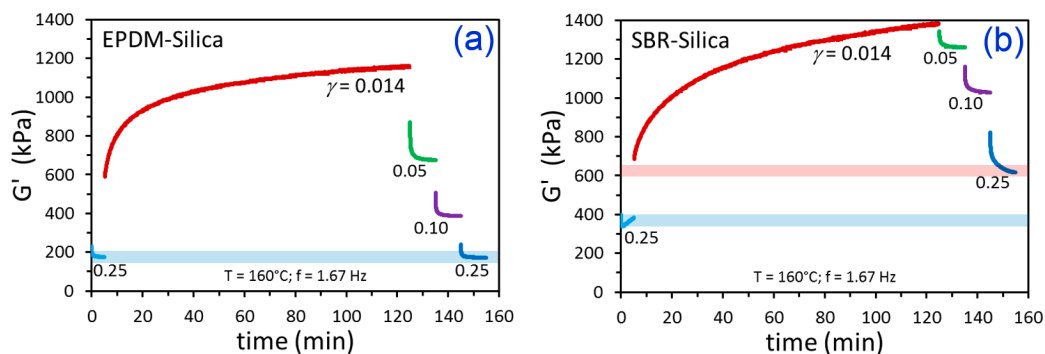 EPDM-Silica
(a)
γ = 0.014
0.05
0.10
0.25
0.25
T = 160°C; f = 1.67 Hz
G' (kPa)
1400
1200
1000
800
600
400
200
0
0 20 40 60 80 100 120 140 160
time (min)
SBR-Silica
(b)
γ = 0.014
0.05
0.10
0.25
0.25
T = 160°C; f = 1.67 Hz
G' (kPa)
1400
1200
1000
800
600
400
200
0
0 20 40 60 80 100 120 140 160
time (min)